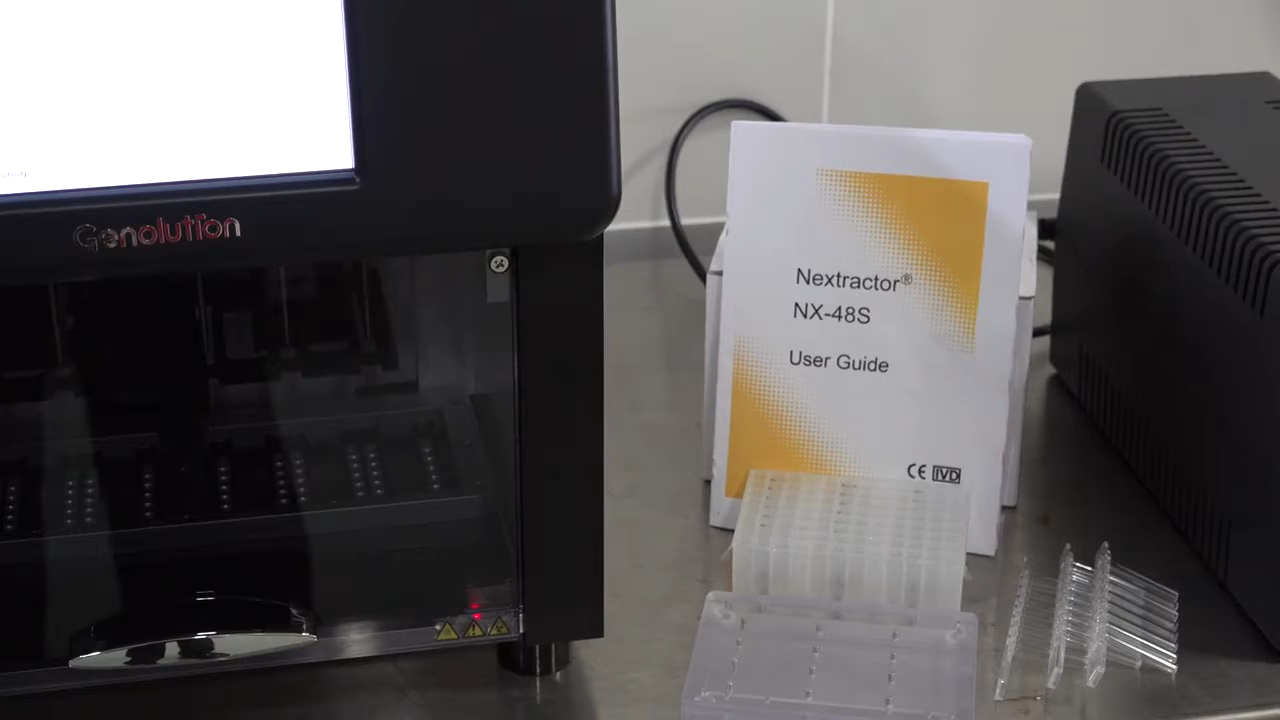 Genolution
Nextractor®
NX-48S
User Guide
CE IVD